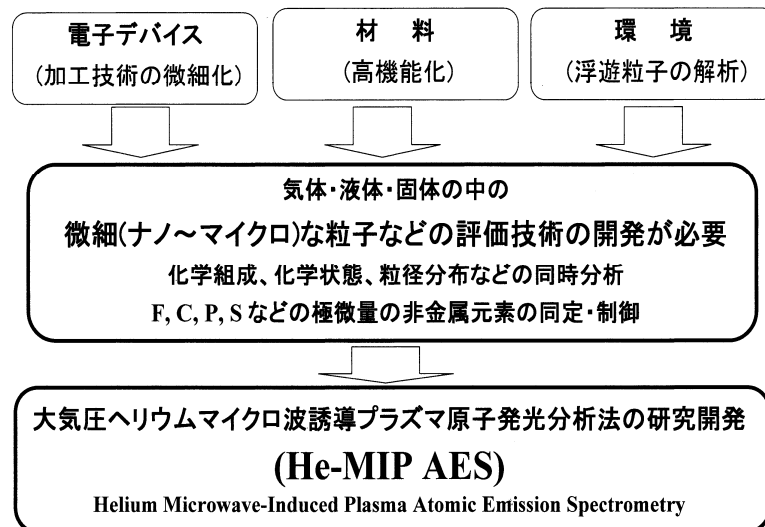 電子デバイス
(加工技術の微細化)
材 料
(高機能化)
環 境
(浮遊粒子の解析)
気体・液体・固体の中の
微細(ナノ～マイクロ)な粒子などの評価技術の開発が必要
化学組成、化学状態、粒径分布などの同時分析
F, C, P, S などの極微量の非金属元素の同定・制御
大気圧ヘリウムマイクロ波誘導プラズマ原子発光分析法の研究開発
(He-MIP AES)
Helium Microwave-Induced Plasma Atomic Emission Spectrometry